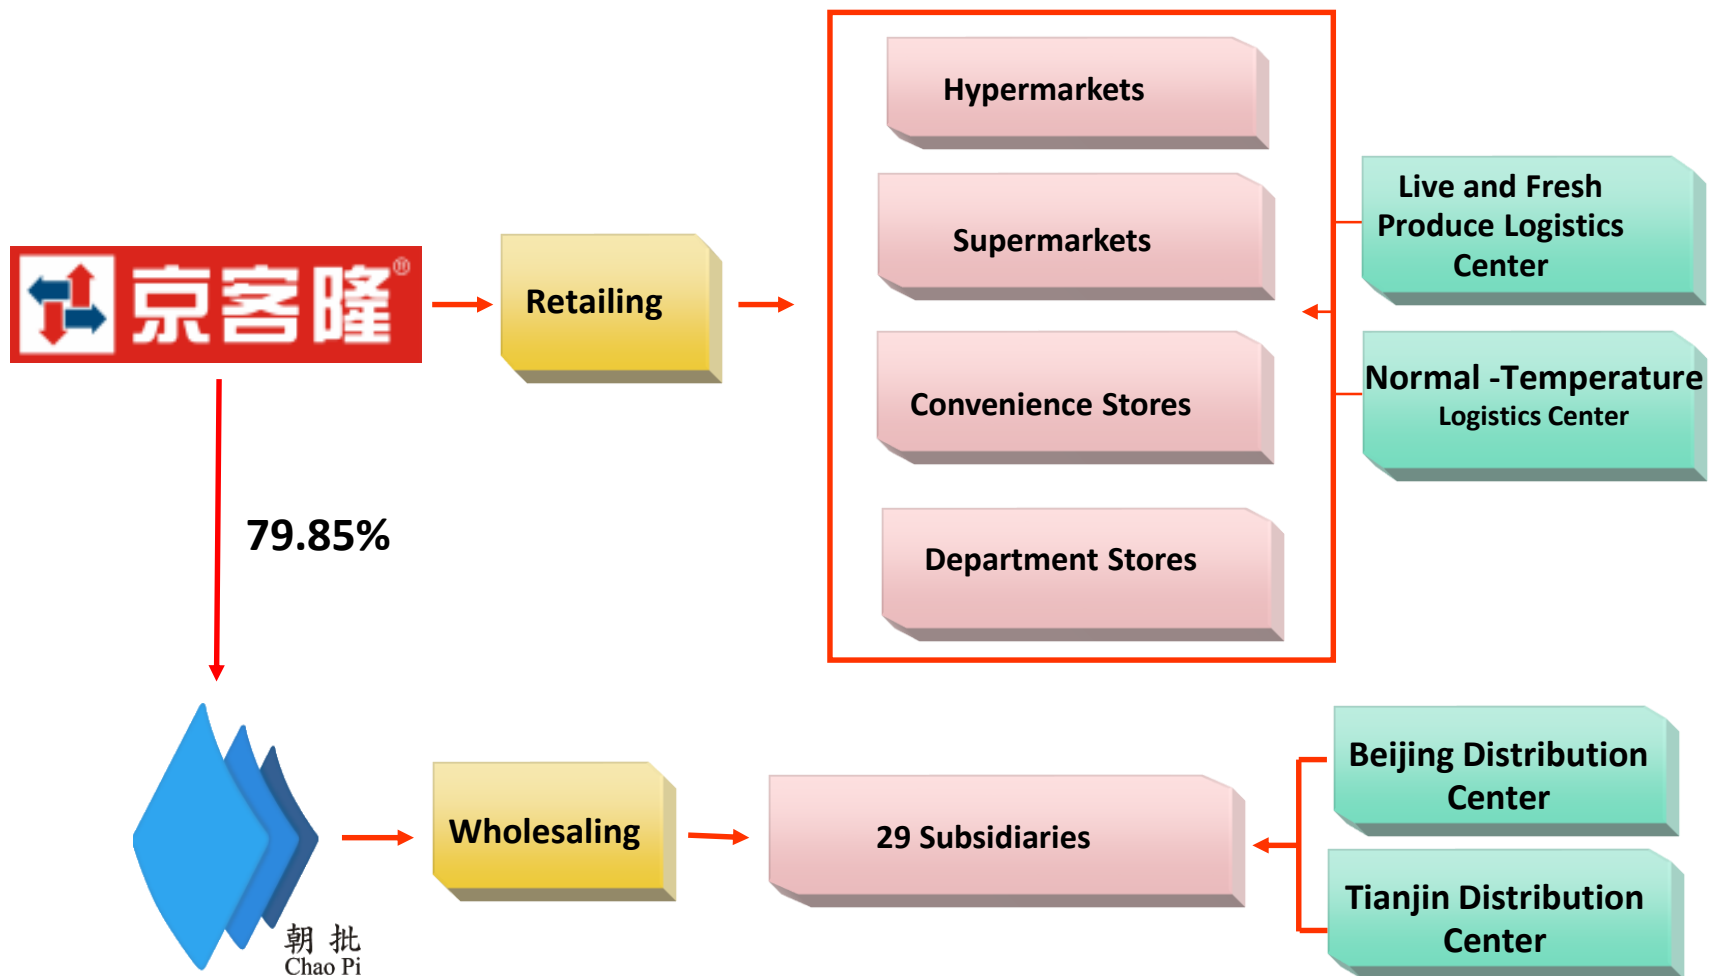 京客隆®
Retailing
Hypermarkets
Supermarkets
Convenience Stores
Department Stores
Live and Fresh
Produce Logistics
Center
Normal -Temperature
Logistics Center
79.85%
朝批
Chao Pi
Wholesaling
29 Subsidiaries
Beijing Distribution
Center
Tianjin Distribution
Center